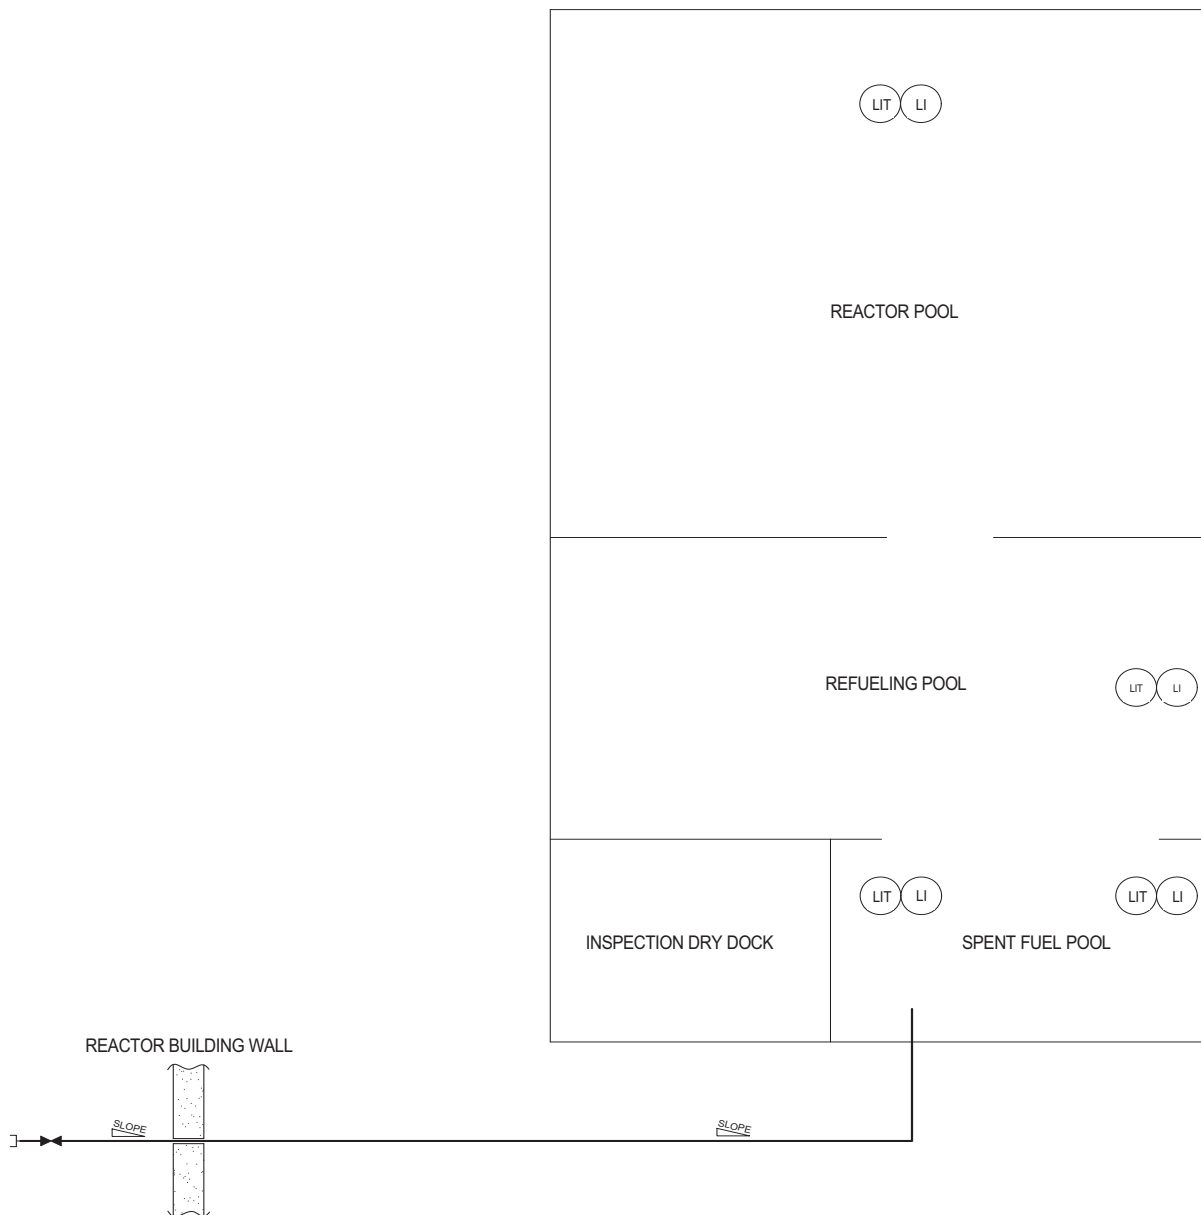 LIT LI
REACTOR POOL
REFUELING POOL
LIT LI
LIT LI
LIT LI
INSPECTION DRY DOCK
SPENT FUEL POOL
REACTOR BUILDING WALL
SLOPE
SLOPE